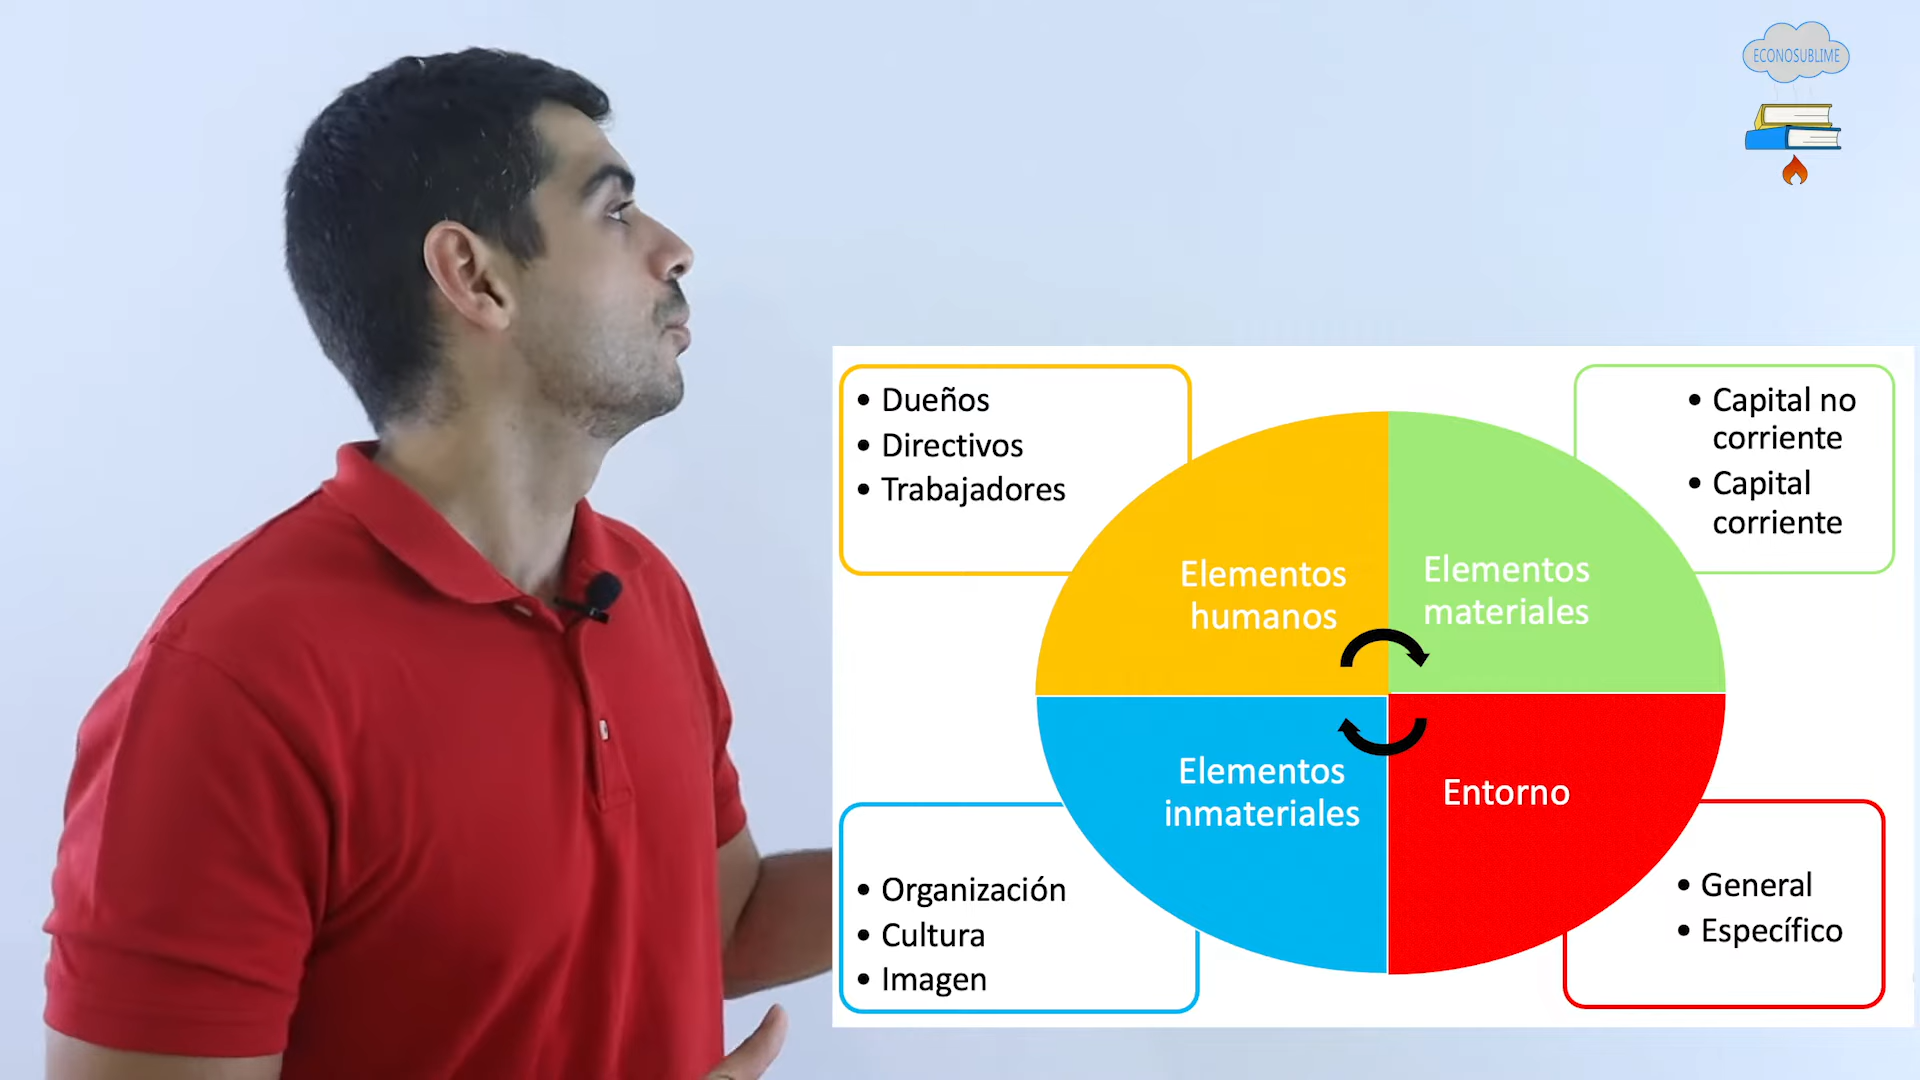 ECONOSUBLIME
• Dueños
• Directivos
• Trabajadores
• Capital no
corriente
• Capital
corriente
Elementos
humanos
Elementos
materiales
Elementos
inmateriales
Entorno
• Organización
• Cultura
• Imagen
• General
• Específico